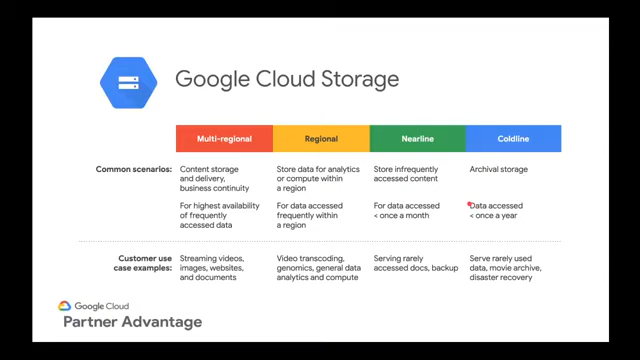 Google Cloud Storage
Multi-regional Regional Nearline Coldline
Common scenarios:
Content storage
and delivery,
business continuity
For highest availability
of frequently
accessed data
Store data for analytics
or compute within
a region
For data accessed
frequently within
a region
Store infrequently
accessed content
For data accessed
< once a month
Archival storage
Data accessed
< once a year
Customer use
case examples:
Streaming videos,
images, websites,
and documents
Video transcoding,
genomics, general data
analytics and compute
Serving rarely
accessed docs, backup
Serve rarely used
data, movie archive,
disaster recovery
Google Cloud
Partner Advantage